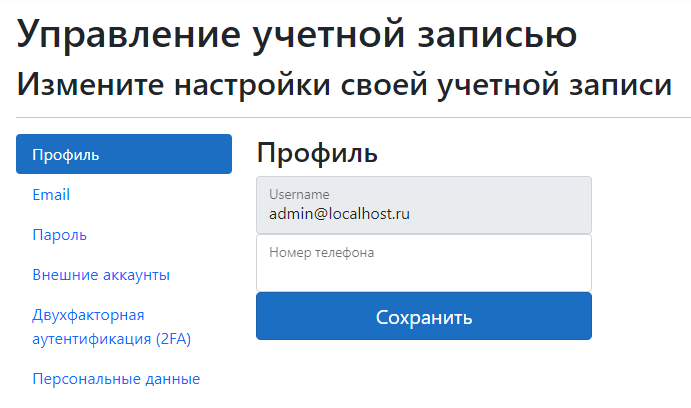 Управление учетной записью
Измените настройки своей учетной записи
Профиль
Email
Пароль
Внешние аккаунты
Двухфакторная
аутентификация (2FA)
Персональные данные
Профиль
Username
admin@localhost.ru
Номер телефона
Сохранить